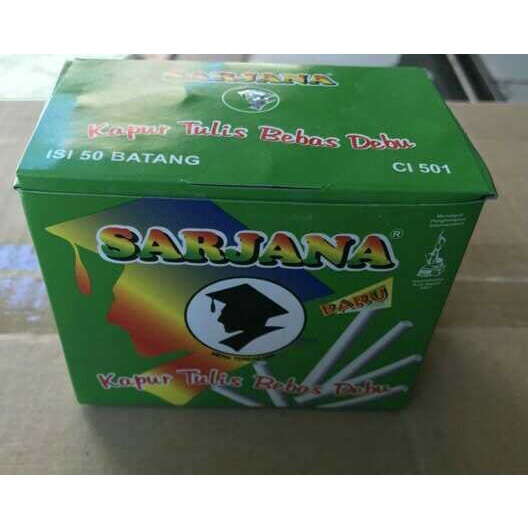 SARJANA
Kapur Tulis Bebas Debu
ISI 50 BATANG
CI 501
SARJANA®
BARU
Kapur Tulis Bebas Debu